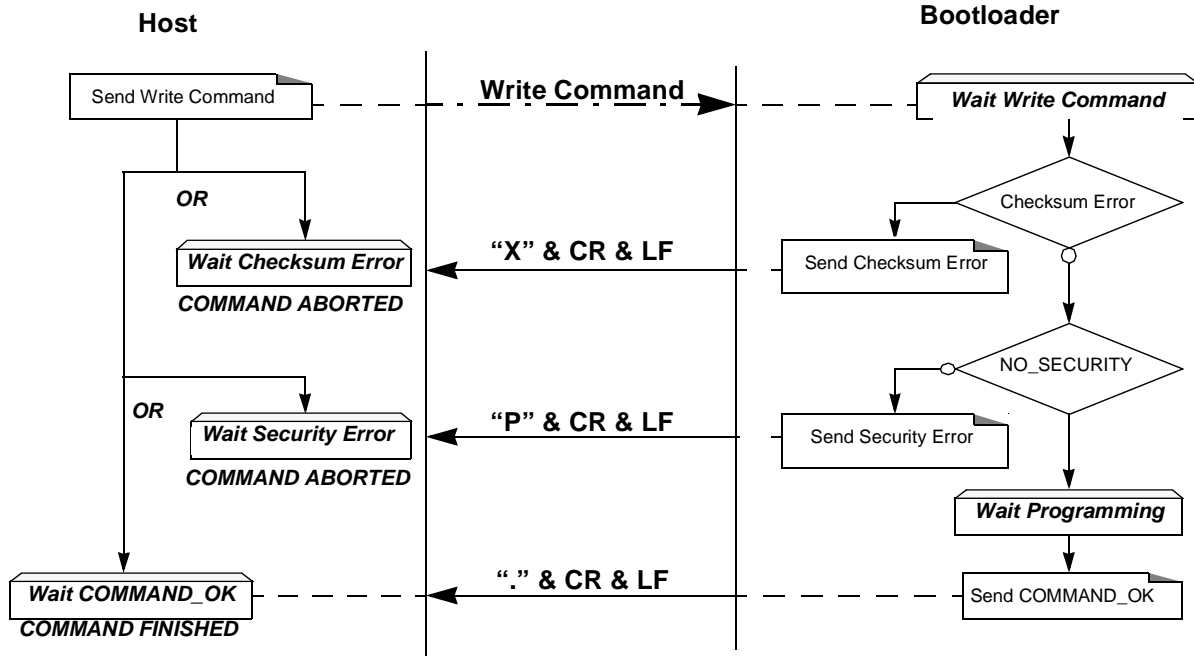 Host
Bootloader
Send Write Command
Write Command
Wait Write Command
OR
Checksum Error
Wait Checksum Error
“X” & CR & LF
Send Checksum Error
COMMAND ABORTED
NO_SECURITY
OR
Wait Security Error
“P” & CR & LF
Send Security Error
COMMAND ABORTED
Wait Programming
Wait COMMAND_OK
“.” & CR & LF
Send COMMAND_OK
COMMAND FINISHED